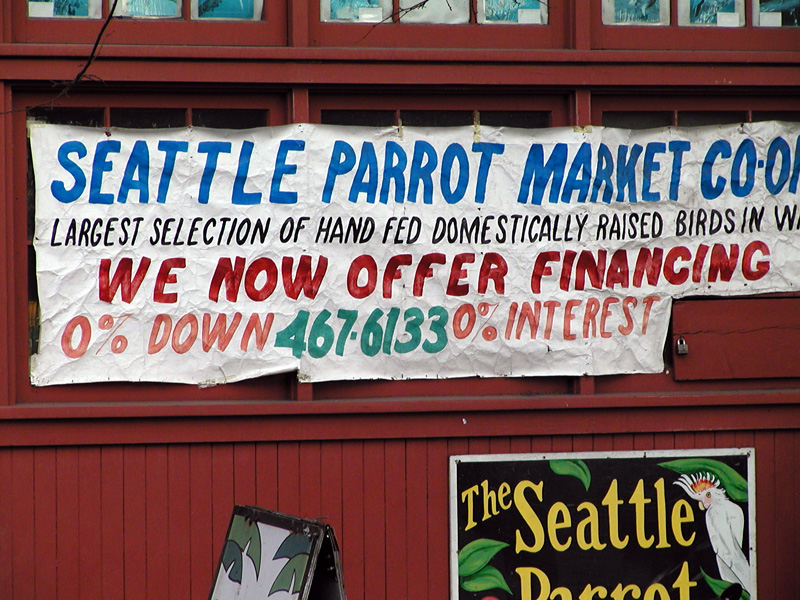 SEATTLE PARROT MARKET CO-O
LARGEST SELECTION OF HAND FED DOMESTICALLY RAISED BIRDS IN W
WE NOW OFFER FINANCING
0% DOWN 467-6133 0% INTEREST
The Seattle
Parrot